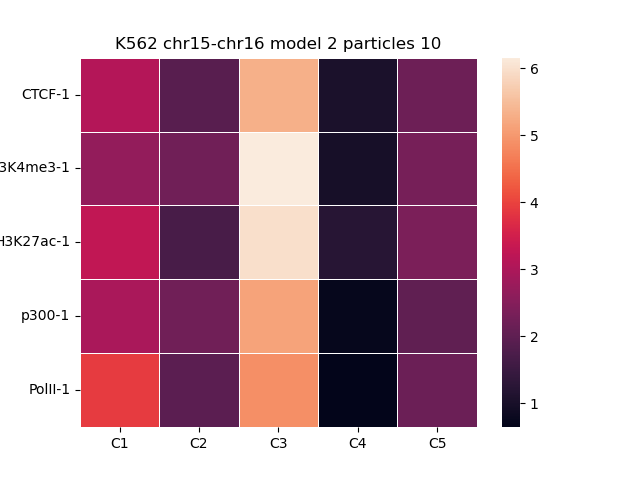 K562 chr15-chr16 model 2 particles 10
CTCF-1
3K4me3-1
H3K27ac-1
p300-1
PolII-1
C1 C2 C3 C4 C5
6
5
4
3
2
1